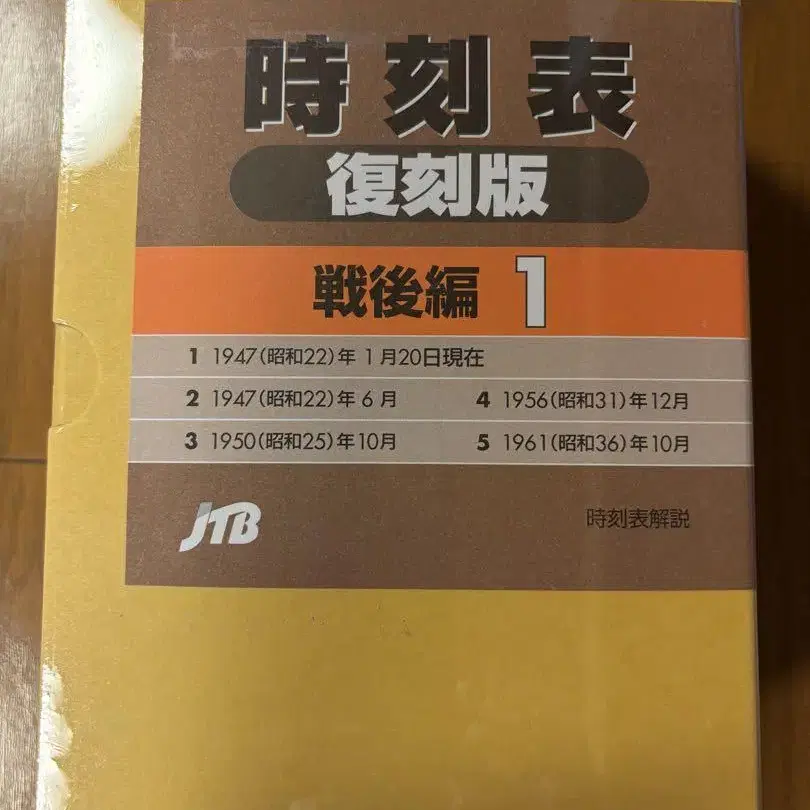 時刻表
復刻版
戦後編 1
1 1947(昭和22)年 1月20日現在
2 1947(昭和22)年 6月
4 1956(昭和31)年12月
3 1950(昭和25)年10月
5 1961(昭和36)年10月
JTB
時刻表解説